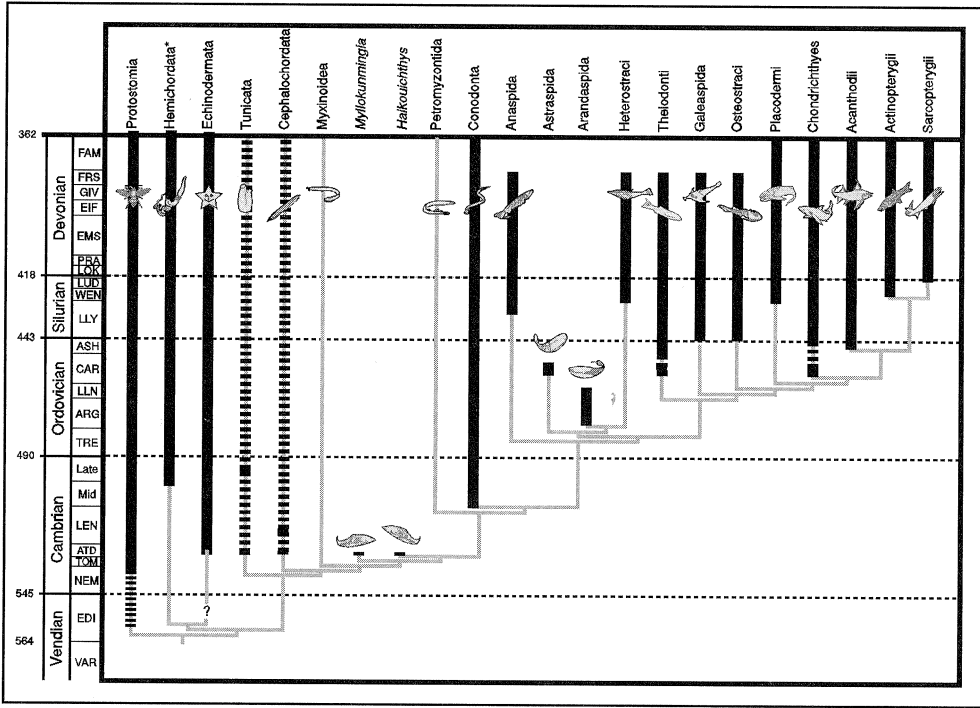 Protostomia
Hemichordata*
Echinodermata
Tunicata
Cephalochordata
Myxinoidea
Myllokunmingia
Haikouichthys
Petromyzontida
Conodonta
Anaspida
Astraspida
Arandaspida
Heterostraci
Thelodonti
Galeaspida
Osteostraci
Placodermi
Chondrichthyes
Acanthodii
Actinopterygii
Sarcopterygii
362
Devonian
FAM
FRS
GIV
EIF
EMS
PRA
LOK
418
Silurian
LUD
WEN
LLY
443
Ordovician
ASH
CAR
LLN
ARG
TRE
490
Cambrian
Late
Mid
LEN
ATD
TOM
NEM
545
Vendian
EDI
?
564
VAR